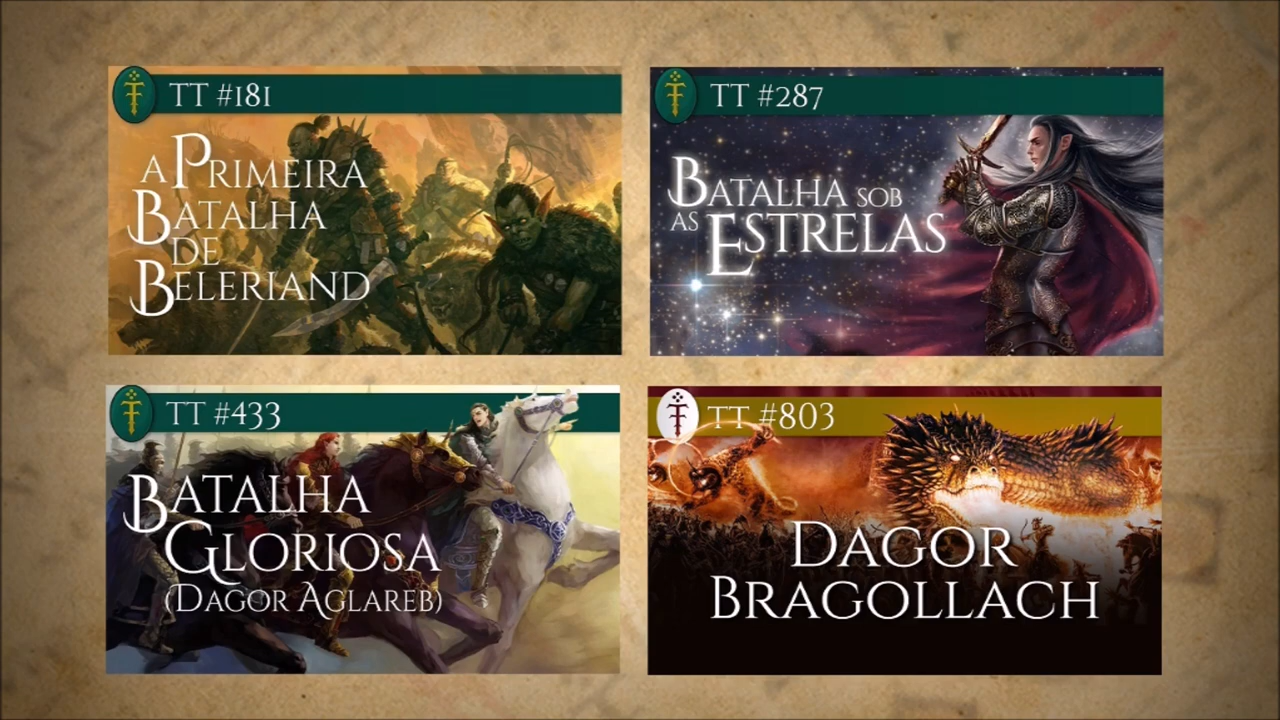 TT #181
A PRIMEIRA
BATALHA
DE
BELERIAND
TT #287
BATALHA SOB
AS ESTRELAS
TT #433
BATALHA
GLORIOSA
(DAGOR AGLAREB)
TT #803
DAGOR
BRAGOLLACH